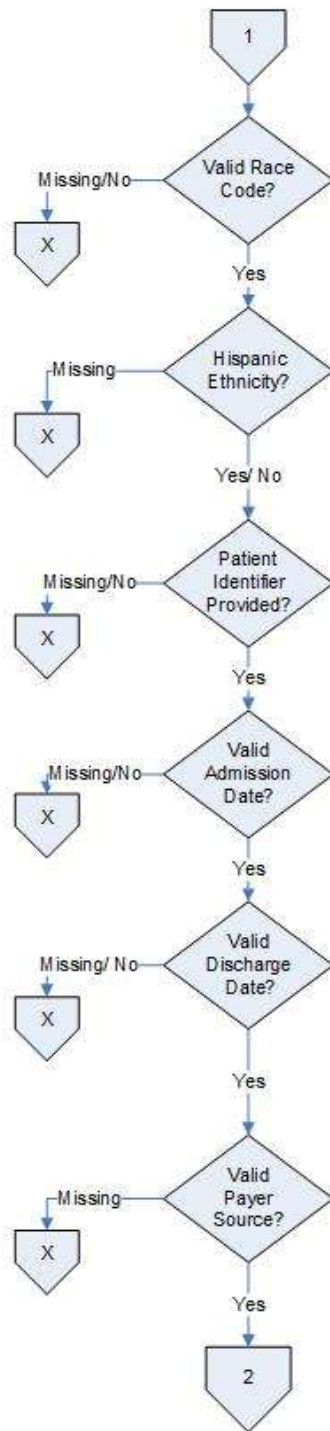 1
Valid Race
Code?
Missing/No
X
Yes
Hispanic
Ethnicity?
Missing
X
Yes/ No
Patient
Identifier
Provided?
Missing/No
X
Yes
Valid
Admission
Date?
Missing/No
X
Yes
Valid
Discharge
Date?
Missing/ No
X
Yes
Valid
Payer
Source?
Missing
X
Yes
2